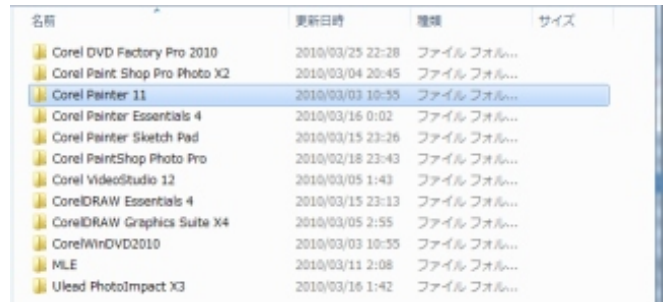 名前 更新日時 種類 サイズ
Corel DVD Factory Pro 2010 2010/03/25 22:28 ファイル フォル...
Corel Paint Shop Pro Photo X2 2010/03/04 20:45 ファイル フォル...
Corel Painter 11 2010/03/03 10:55 ファイル フォル...
Corel Painter Essentials 4 2010/03/16 0:02 ファイル フォル...
Corel Painter Sketch Pad 2010/03/15 23:26 ファイル フォル...
Corel PaintShop Photo Pro 2010/02/18 23:43 ファイル フォル...
Corel VideoStudio 12 2010/03/05 1:43 ファイル フォル...
CorelDRAW Essentials 4 2010/03/15 23:13 ファイル フォル...
CorelDRAW Graphics Suite X4 2010/03/05 2:55 ファイル フォル...
CorelWinDVD2010 2010/03/03 10:55 ファイル フォル...
MLE 2010/03/11 2:08 ファイル フォル...
Ulead PhotoImpact X3 2010/03/16 1:42 ファイル フォル...